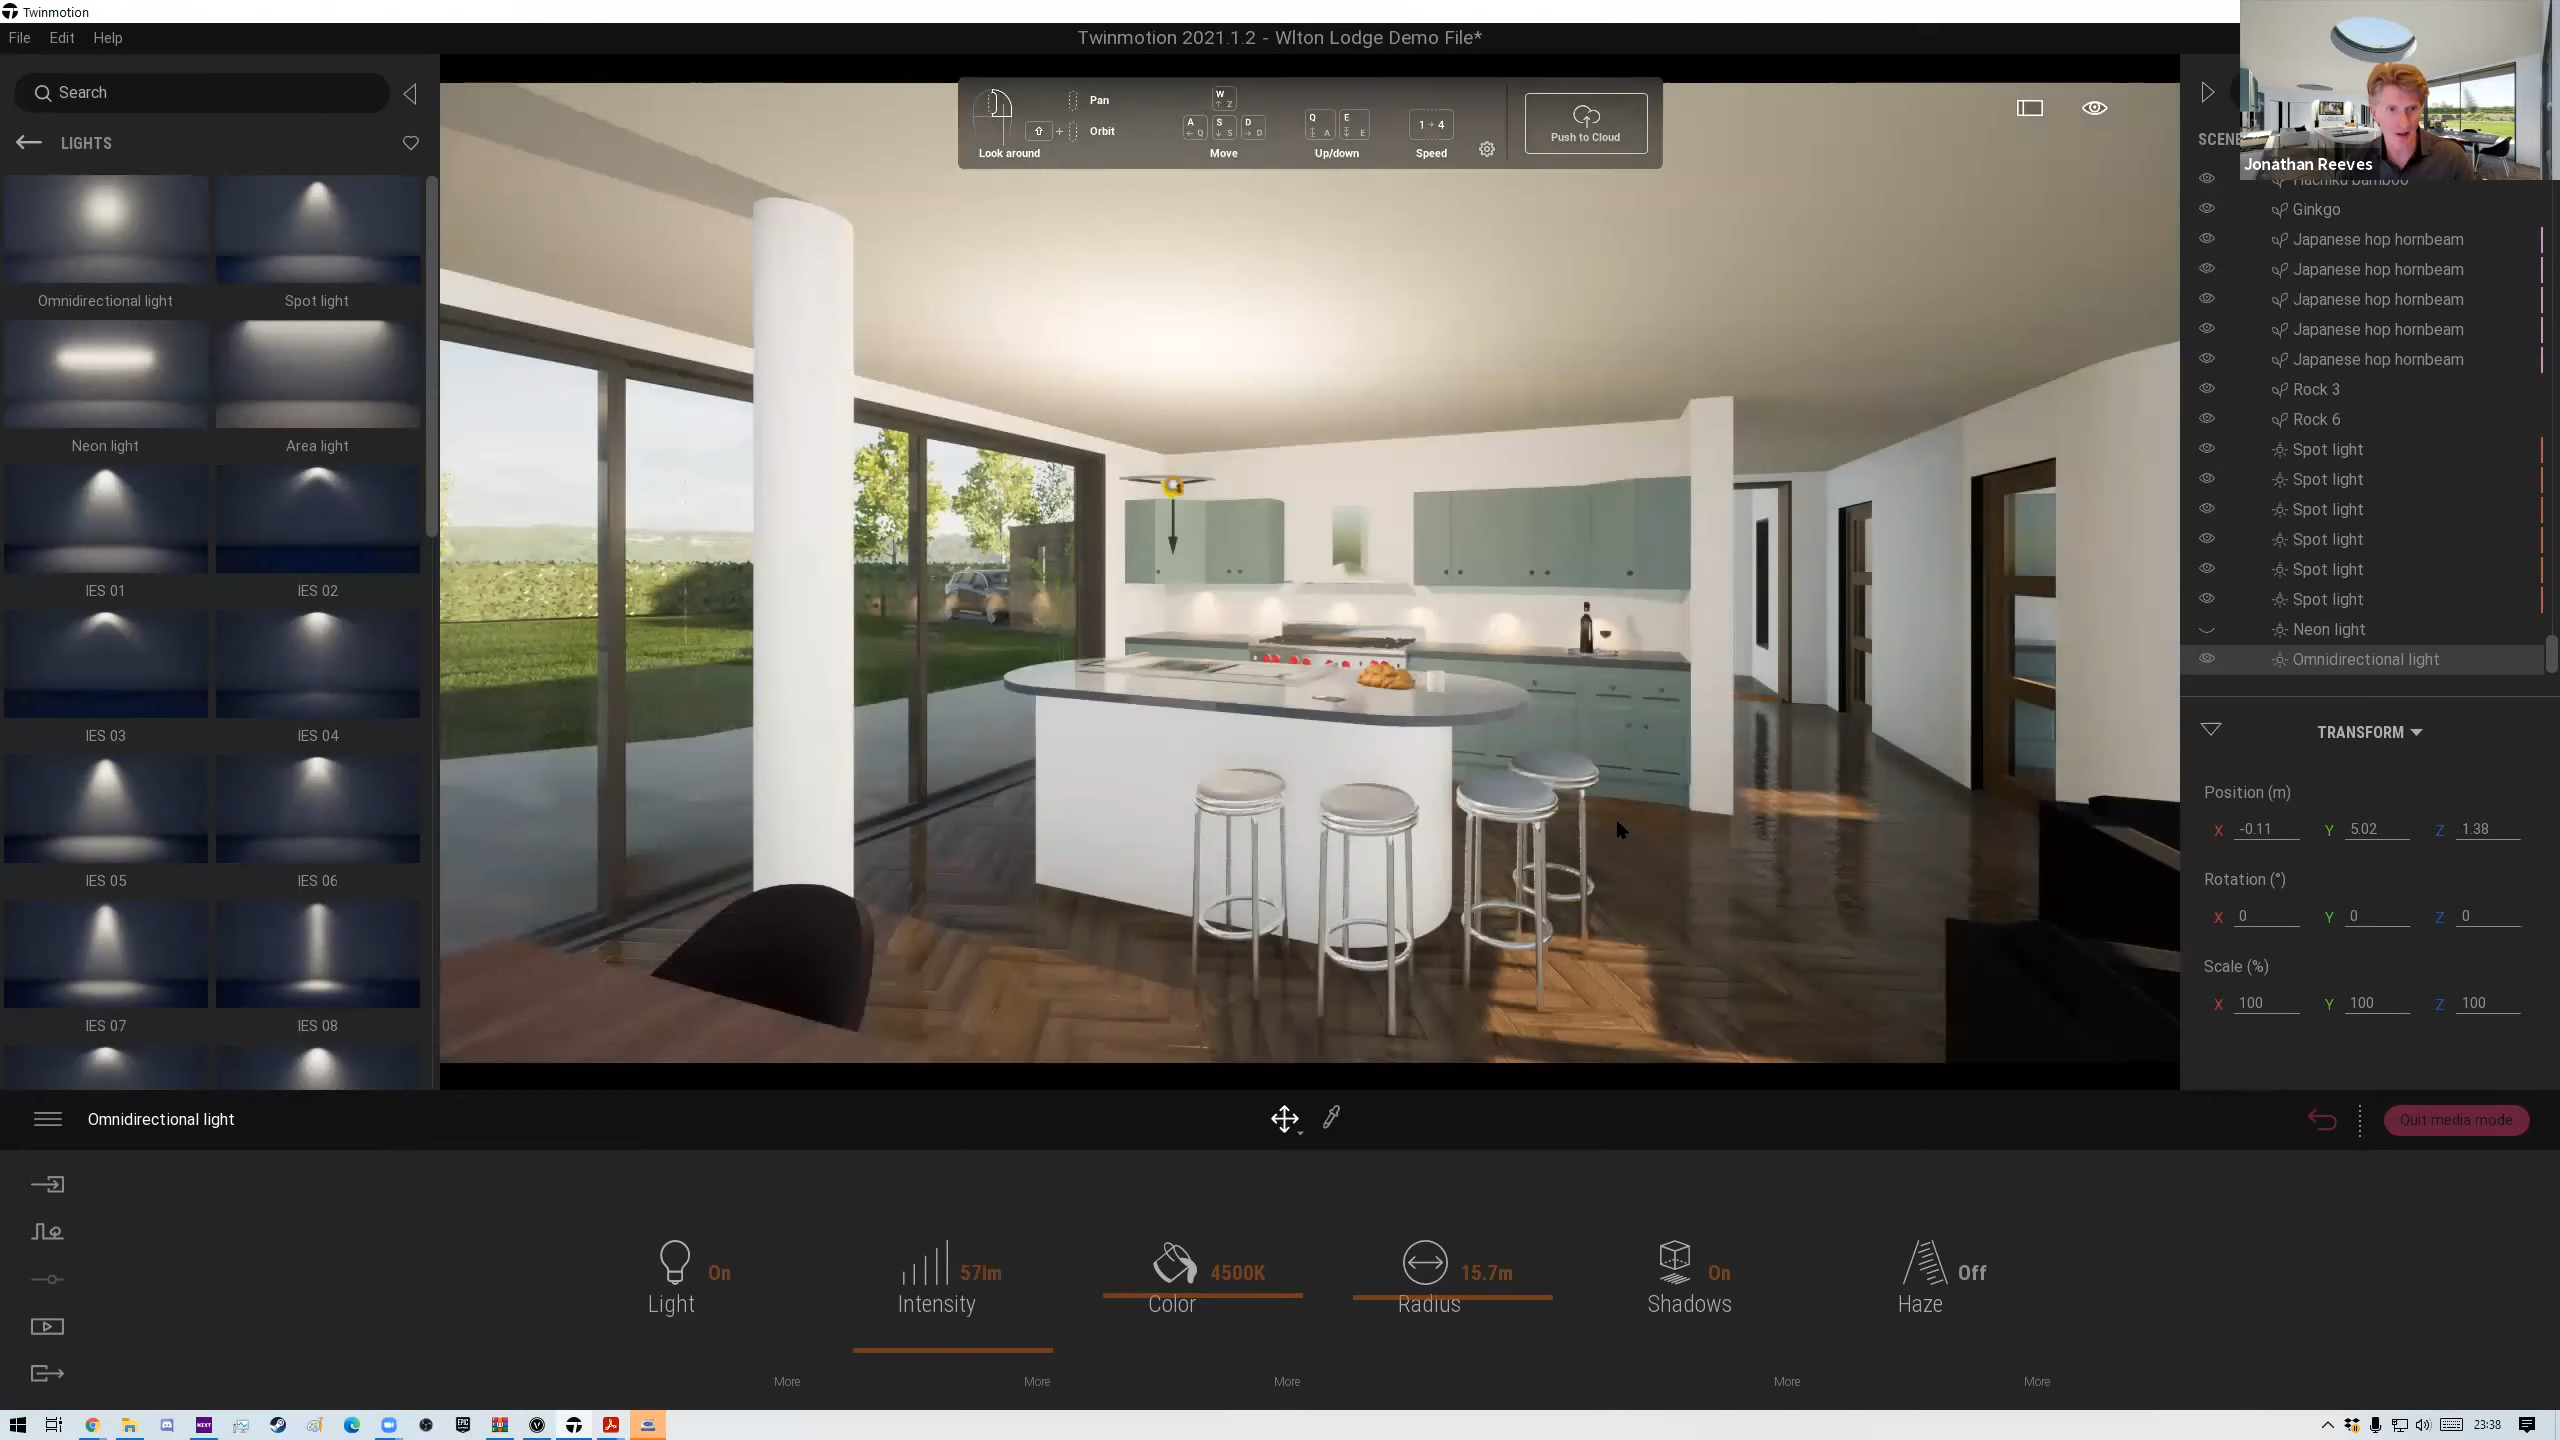 Twinmotion
File Edit Help
Twinmotion 2021.1.2 - Wlton Lodge Demo File*
Search
LIGHTS
Omnidirectional light
Spot light
Neon light
Area light
IES 01
IES 02
IES 03
IES 04
IES 05
IES 06
IES 07
IES 08
Pan
Orbit
Look around
W
Z
A
Q
S
S
D
D
Move
Q
A
E
E
Up/down
1 → 4
Speed
Push to Cloud
Jonathan Reeves
SCENE
Hachiku bamboo
Ginkgo
Japanese hop hornbeam
Japanese hop hornbeam
Japanese hop hornbeam
Japanese hop hornbeam
Japanese hop hornbeam
Rock 3
Rock 6
Spot light
Spot light
Spot light
Spot light
Spot light
Spot light
Neon light
Omnidirectional light
TRANSFORM
Position (m)
X -0.11 Y 5.02 Z 1.38
Rotation (°)
X 0 Y 0 Z 0
Scale (%)
X 100 Y 100 Z 100
Omnidirectional light
Quit media mode
Light On
Intensity 57lm
Color 4500K
Radius 15.7m
Shadows On
Haze Off
More
More
More
More
More
NEXT
EPIC
23:38